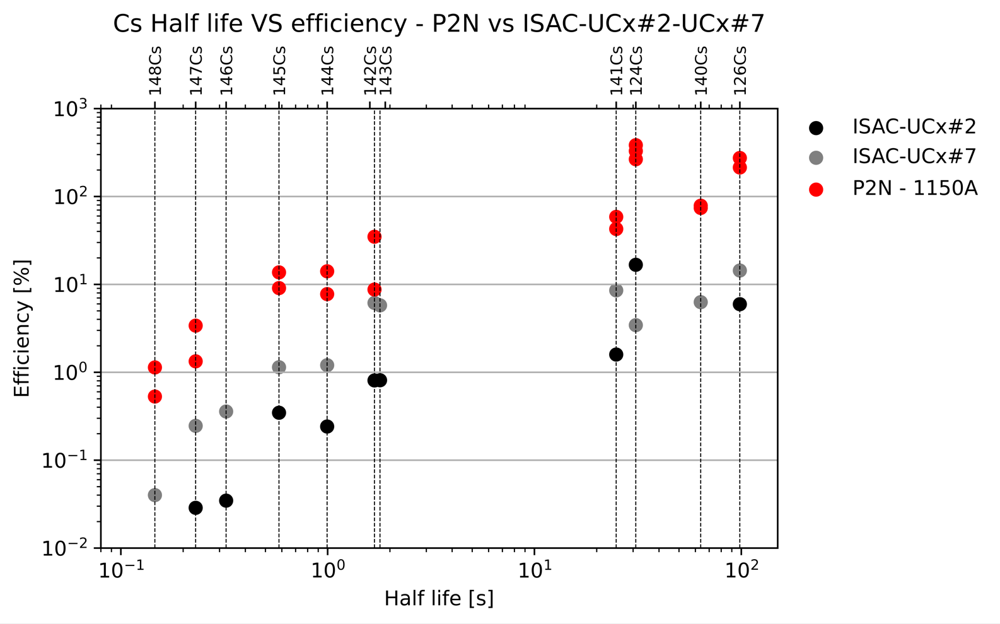 Cs Half life VS efficiency - P2N vs ISAC-UCx#2-UCx#7
148Cs
147Cs
146Cs
145Cs
144Cs
142Cs
143Cs
141Cs
124Cs
140Cs
126Cs
10³
10²
10¹
10⁰
10⁻¹
10⁻²
Efficiency [%]
10⁻¹
10⁰
10¹
10²
Half life [s]
ISAC-UCx#2
ISAC-UCx#7
P2N - 1150A